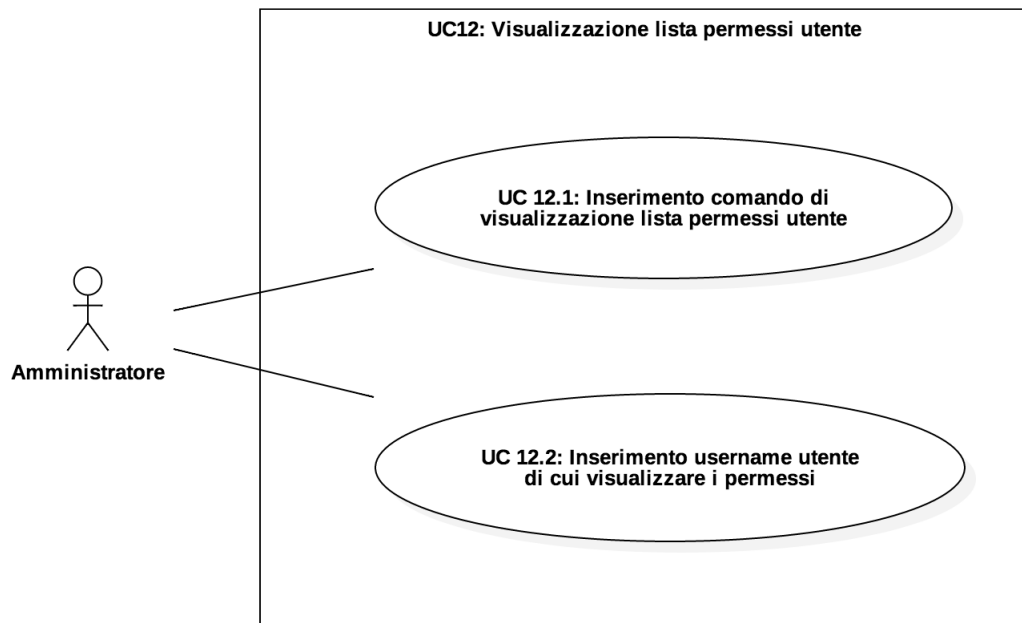 UC12: Visualizzazione lista permessi utente
UC 12.1: Inserimento comando di
visualizzazione lista permessi utente
Amministratore
UC 12.2: Inserimento username utente
di cui visualizzare i permessi